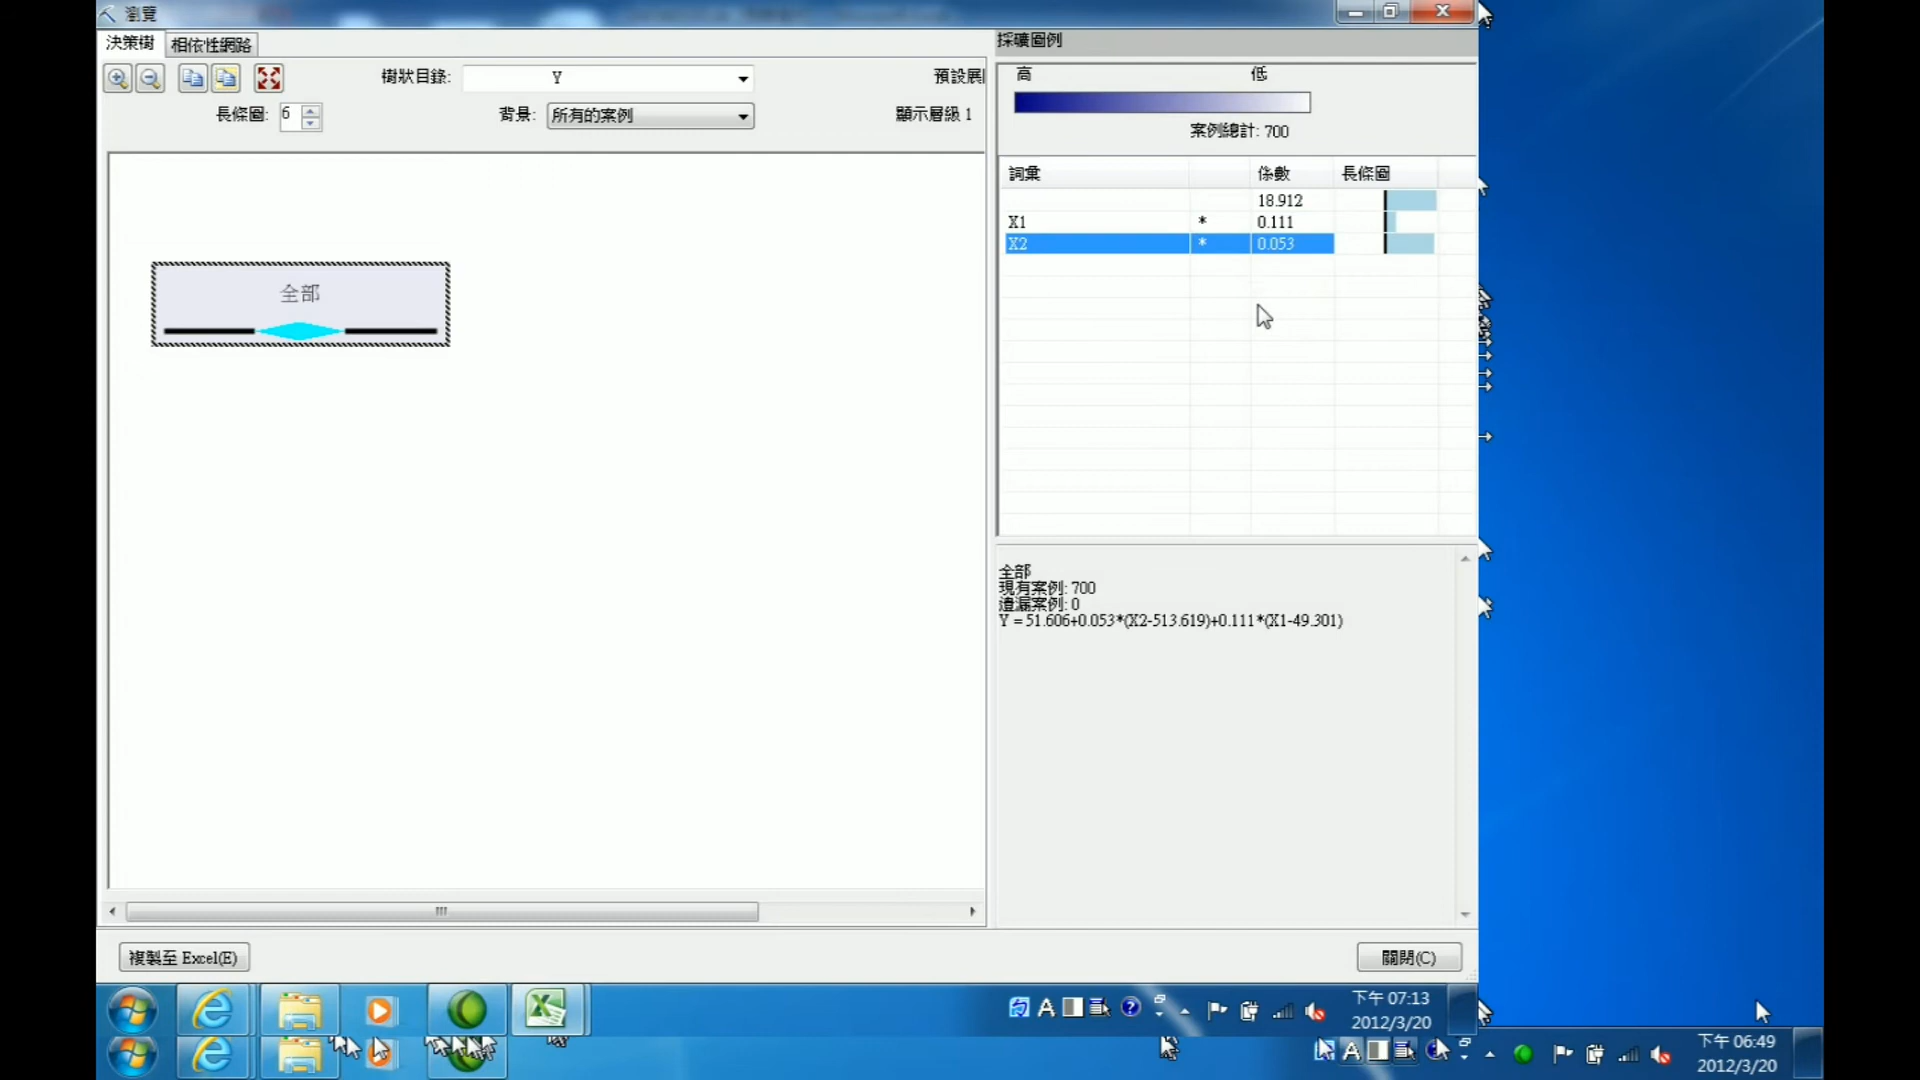 瀏覽
決策樹 相依性網路
樹狀目錄: Y 預設展
長條圖: 6 背景: 所有的案例 顯示層級 1
全部
採礦圖例
高 低
案例總計: 700
詞彙 係數 長條圖
18.912
X1 * 0.111
X2 * 0.053
全部
現有案例: 700
遺漏案例: 0
Y = 51.606+0.053*(X2-513.619)+0.111*(X1-49.301)
複製至 Excel(E) 關閉(C)
下午 07:13
2012/3/20
下午 06:49
2012/3/20